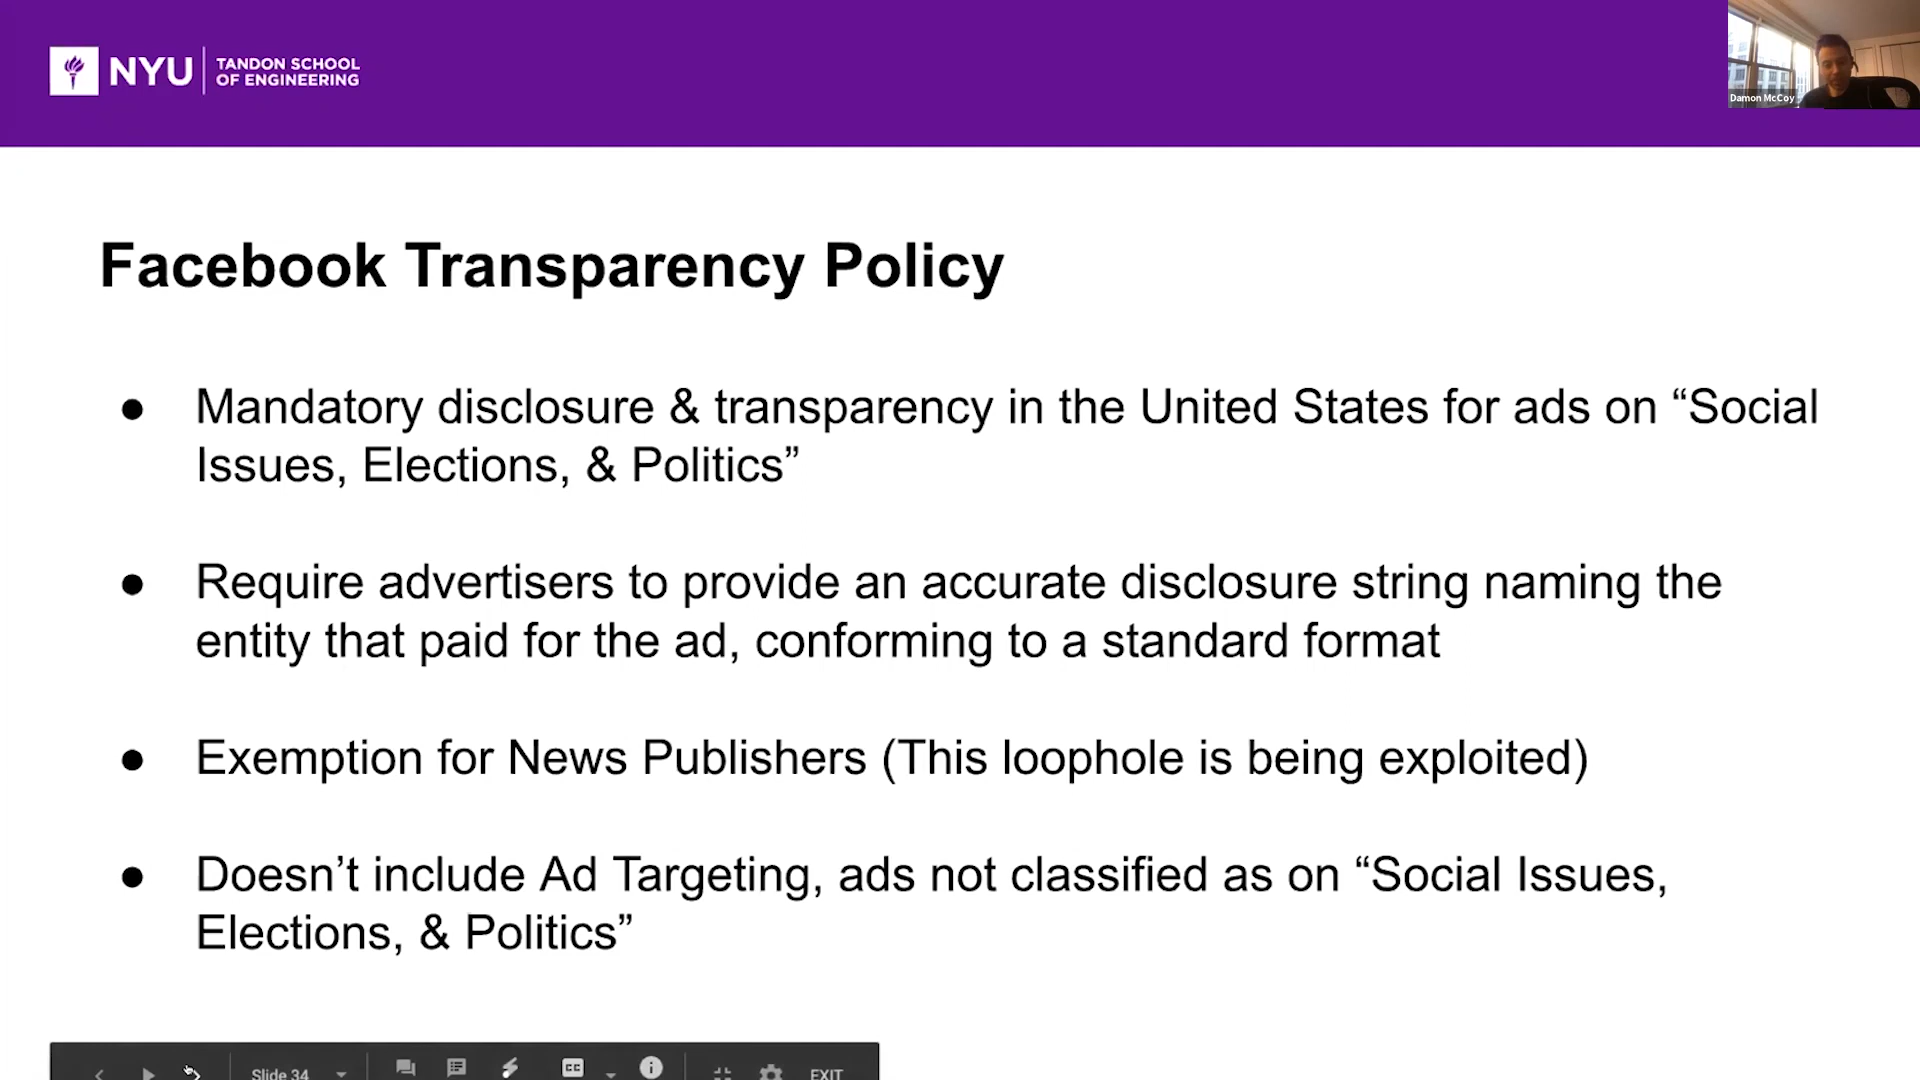 NYU TANDON SCHOOL
OF ENGINEERING
Damon McCoy
Facebook Transparency Policy
● Mandatory disclosure & transparency in the United States for ads on “Social
Issues, Elections, & Politics”
● Require advertisers to provide an accurate disclosure string naming the
entity that paid for the ad, conforming to a standard format
● Exemption for News Publishers (This loophole is being exploited)
● Doesn’t include Ad Targeting, ads not classified as on “Social Issues,
Elections, & Politics”
Slide 34 CC EXIT